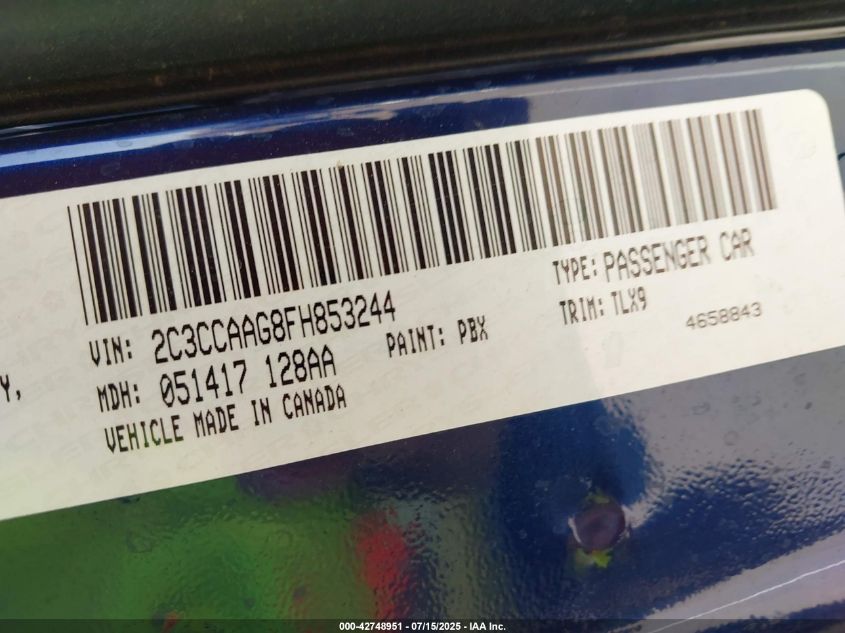 TYPE: PASSENGER CAR
VIN: 2C3CCAAG8FH853244
PAINT: PBX
TRIM: TLX9
4658843
Y,
MDH: 051417 128AA
VEHICLE MADE IN CANADA
000-42748951 - 07/15/2025 - IAA Inc.